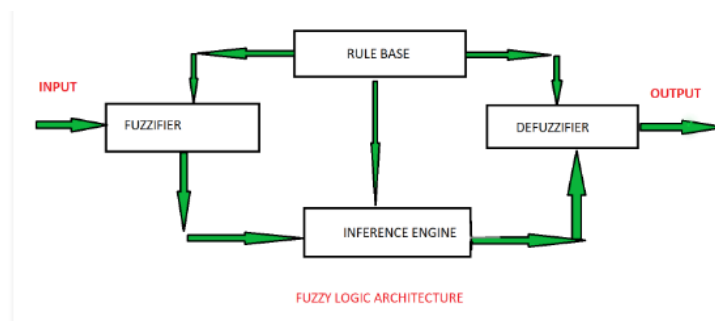 RULE BASE
INPUT
OUTPUT
FUZZIFIER
DEFUZZIFIER
INFERENCE ENGINE
FUZZY LOGIC ARCHITECTURE